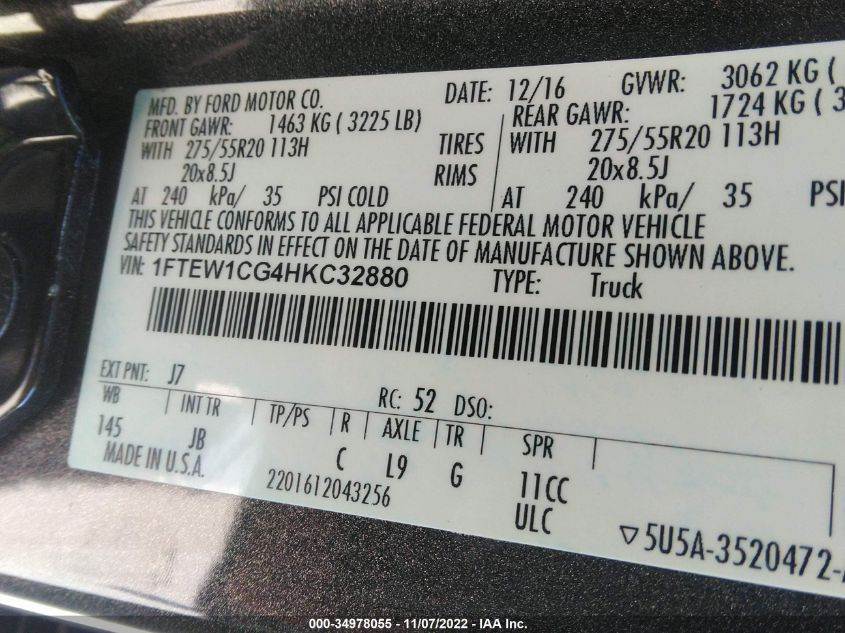 MFD. BY FORD MOTOR CO. DATE: 12/16 GVWR: 3062 KG (
FRONT GAWR: 1463 KG ( 3225 LB) REAR GAWR: 1724 KG ( 3
WITH 275/55R20 113H TIRES WITH 275/55R20 113H
20x8.5J RIMS 20x8.5J
AT 240 kPa/ 35 PSI COLD AT 240 kPa/ 35 PSI
THIS VEHICLE CONFORMS TO ALL APPLICABLE FEDERAL MOTOR VEHICLE
SAFETY STANDARDS IN EFFECT ON THE DATE OF MANUFACTURE SHOWN ABOVE.
VIN: 1FTEW1CG4HKC32880 TYPE: Truck
EXT PNT: J7 RC: 52 DSO:
WB INT TR TP/PS R AXLE TR SPR
145 JB C L9 G 11CC
MADE IN U.S.A. 2201612043256 ULC
▽5U5A-3520472-
000-34978055 — 11/07/2022 — IAA Inc.